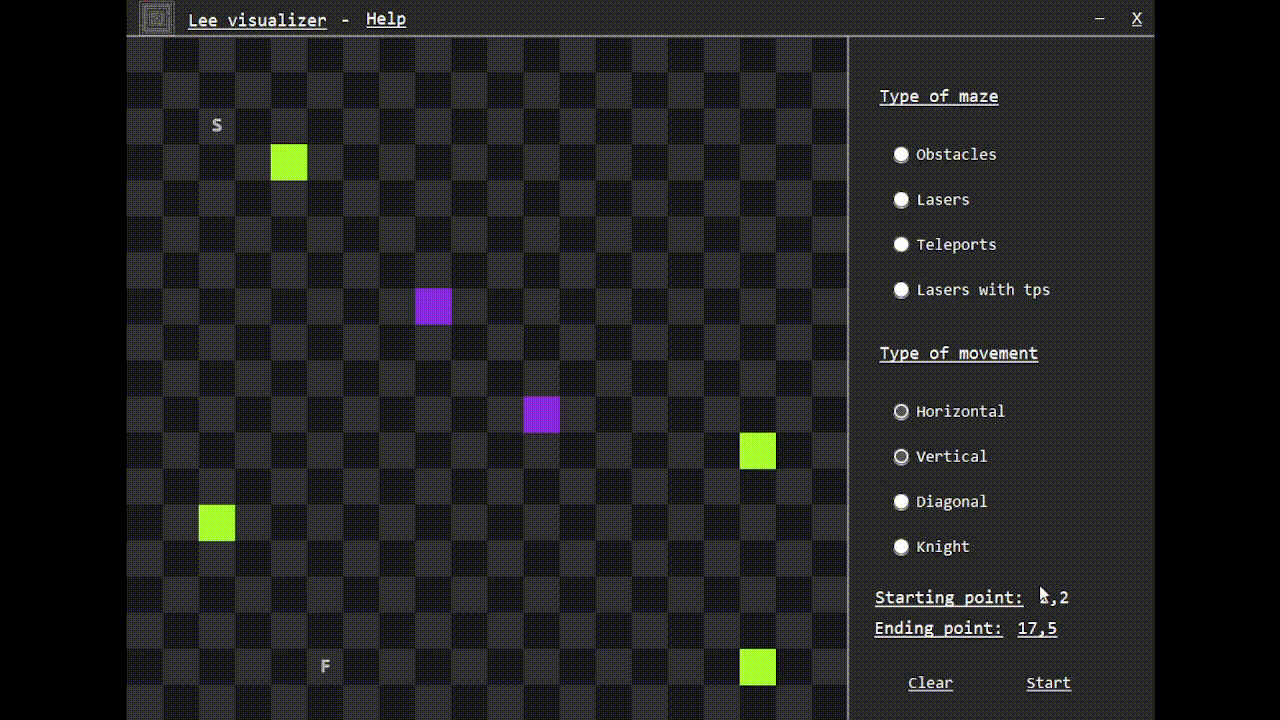 Lee visualizer - Help
– X
Type of maze
S
Obstacles
Lasers
Teleports
Lasers with tps
Type of movement
Horizontal
Vertical
Diagonal
Knight
Starting point: ,2
Ending point: 17,5
F
Clear Start